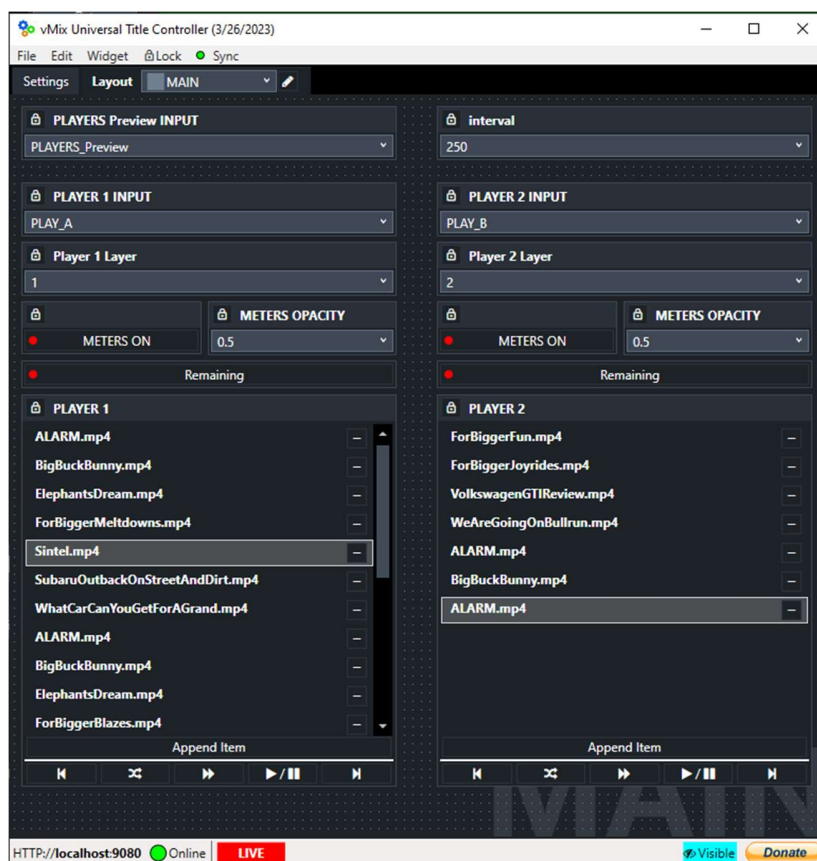 vMix Universal Title Controller (3/26/2023)
File Edit Widget Lock Sync
Settings Layout MAIN
PLAYERS Preview INPUT
PLAYERS_Preview
interval
250
PLAYER 1 INPUT
PLAY_A
PLAYER 2 INPUT
PLAY_B
Player 1 Layer
1
Player 2 Layer
2
METERS ON
METERS OPACITY
0.5
METERS ON
METERS OPACITY
0.5
Remaining
Remaining
PLAYER 1
ALARM.mp4
BigBuckBunny.mp4
ElephantsDream.mp4
ForBiggerMeltdowns.mp4
Sintel.mp4
SubaruOutbackOnStreetAndDirt.mp4
WhatCarCanYouGetForAGrand.mp4
ALARM.mp4
BigBuckBunny.mp4
ElephantsDream.mp4
ForBiggerBlazes.mp4
Append Item
PLAYER 2
ForBiggerFun.mp4
ForBiggerJoyrides.mp4
VolkswagenGTIReview.mp4
WeAreGoingOnBullrun.mp4
ALARM.mp4
BigBuckBunny.mp4
ALARM.mp4
Append Item
MAIN
HTTP://localhost:9080 Online LIVE Visible Donate